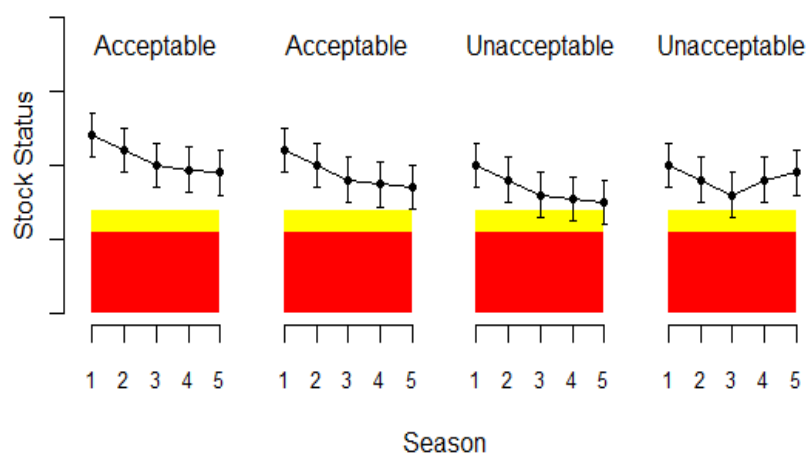 Acceptable Acceptable Unacceptable Unacceptable
Stock Status
1 2 3 4 5 1 2 3 4 5 1 2 3 4 5 1 2 3 4 5
Season